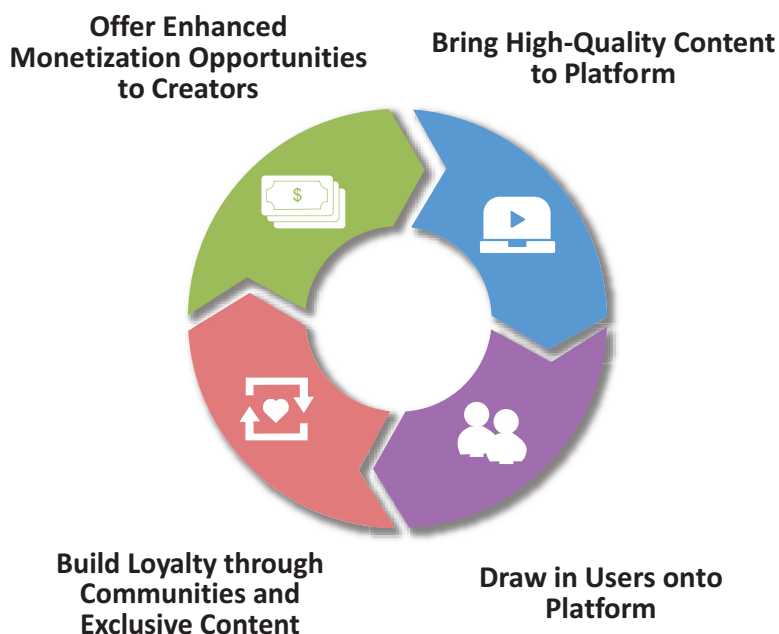 Offer Enhanced
Monetization Opportunities
to Creators
Bring High-Quality Content
to Platform
$
Build Loyalty through
Communities and
Exclusive Content
Draw in Users onto
Platform